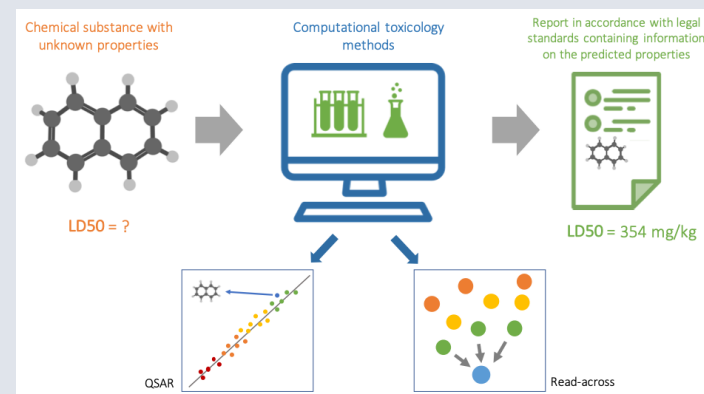 Chemical substance with
unknown properties
Computational toxicology
methods
Report in accordance with legal
standards containing information
on the predicted properties
LD50 = ?
LD50 = 354 mg/kg
QSAR
Read-across